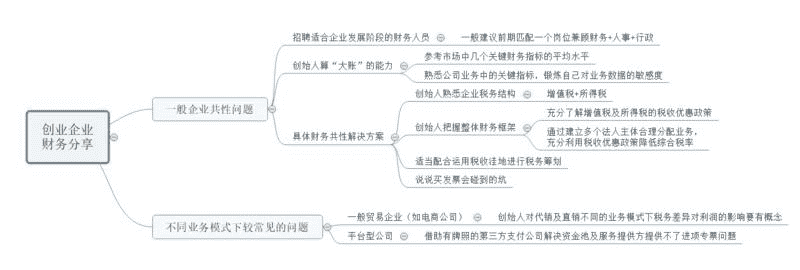 创业企业
财务分享
一般企业共性问题
招聘适合企业发展阶段的财务人员
一般建议前期匹配一个岗位兼顾财务+人事+行政
创始人算“大账”的能力
参考市场中几个关键财务指标的平均水平
熟悉公司业务中的关键指标，锻炼自己对业务数据的敏感度
具体财务共性解决方案
创始人熟悉企业税务结构
增值税+所得税
创始人把握整体财务框架
充分了解增值税及所得税的税收优惠政策
通过建立多个法人主体合理分配业务，
充分利用税收优惠政策降低综合税率
适当配合运用税收洼地进行税务筹划
说说买发票会碰到的坑
不同业务模式下较常见的问题
一般贸易企业（如电商公司）
创始人对代销及直销不同的业务模式下税务差异对利润的影响要有概念
平台型公司
借助有牌照的第三方支付公司解决资金池及服务提供方提供不了进项专票问题